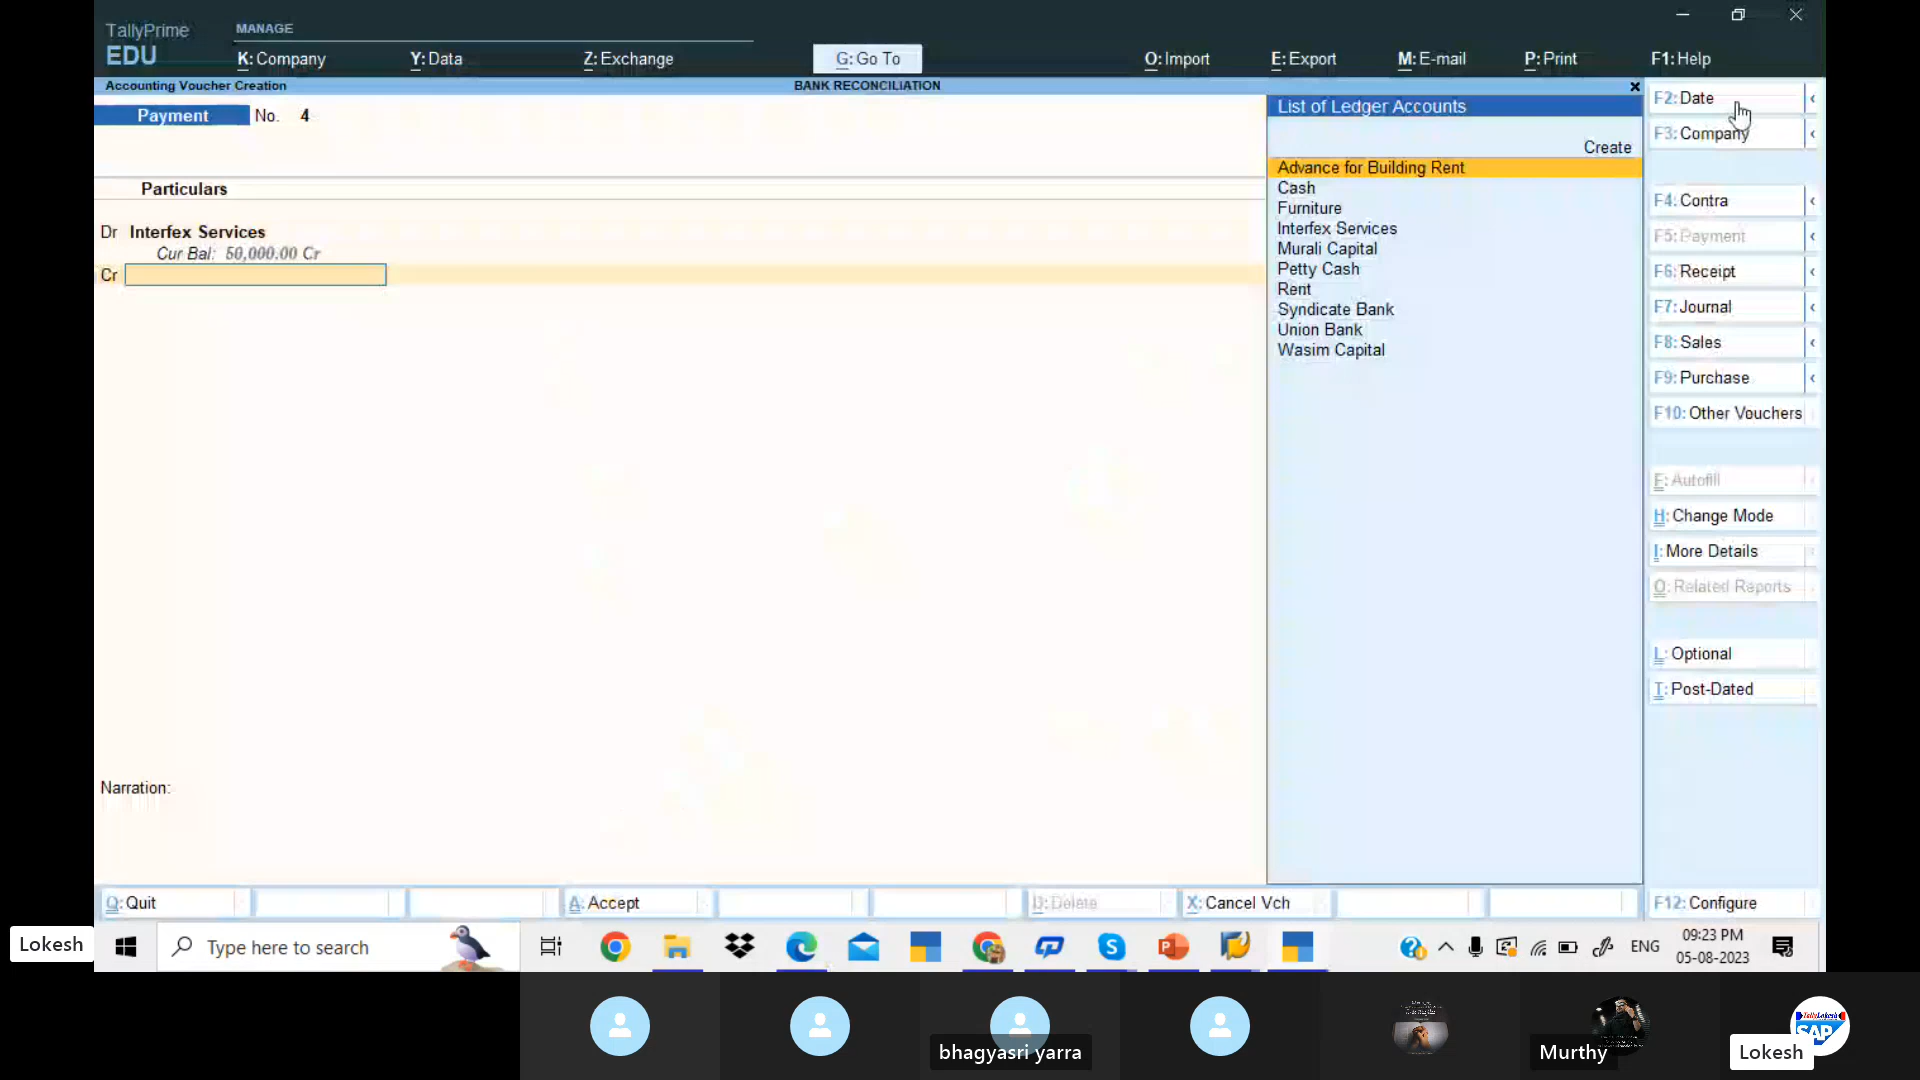 TallyPrime
EDU
MANAGE
K: Company
Y: Data
Z: Exchange
G: Go To
O: Import
E: Export
M: E-mail
P: Print
F1: Help
Accounting Voucher Creation
BANK RECONCILIATION
Payment No. 4
Particulars
Dr Interfex Services
Cur Bal: 50,000.00 Cr
Cr
Narration:
List of Ledger Accounts
Create
Advance for Building Rent
Cash
Furniture
Interfex Services
Murali Capital
Petty Cash
Rent
Syndicate Bank
Union Bank
Wasim Capital
F2: Date
F3: Company
F4: Contra
F5: Payment
F6: Receipt
F7: Journal
F8: Sales
F9: Purchase
F10: Other Vouchers
F: Autofill
H: Change Mode
I: More Details
O: Related Reports
L: Optional
T: Post-Dated
Q: Quit
A: Accept
D: Delete
X: Cancel Vch
F12: Configure
Lokesh
Type here to search
ENG
09:23 PM
05-08-2023
bhagyasri yarra
Murthy
Lokesh
SAP